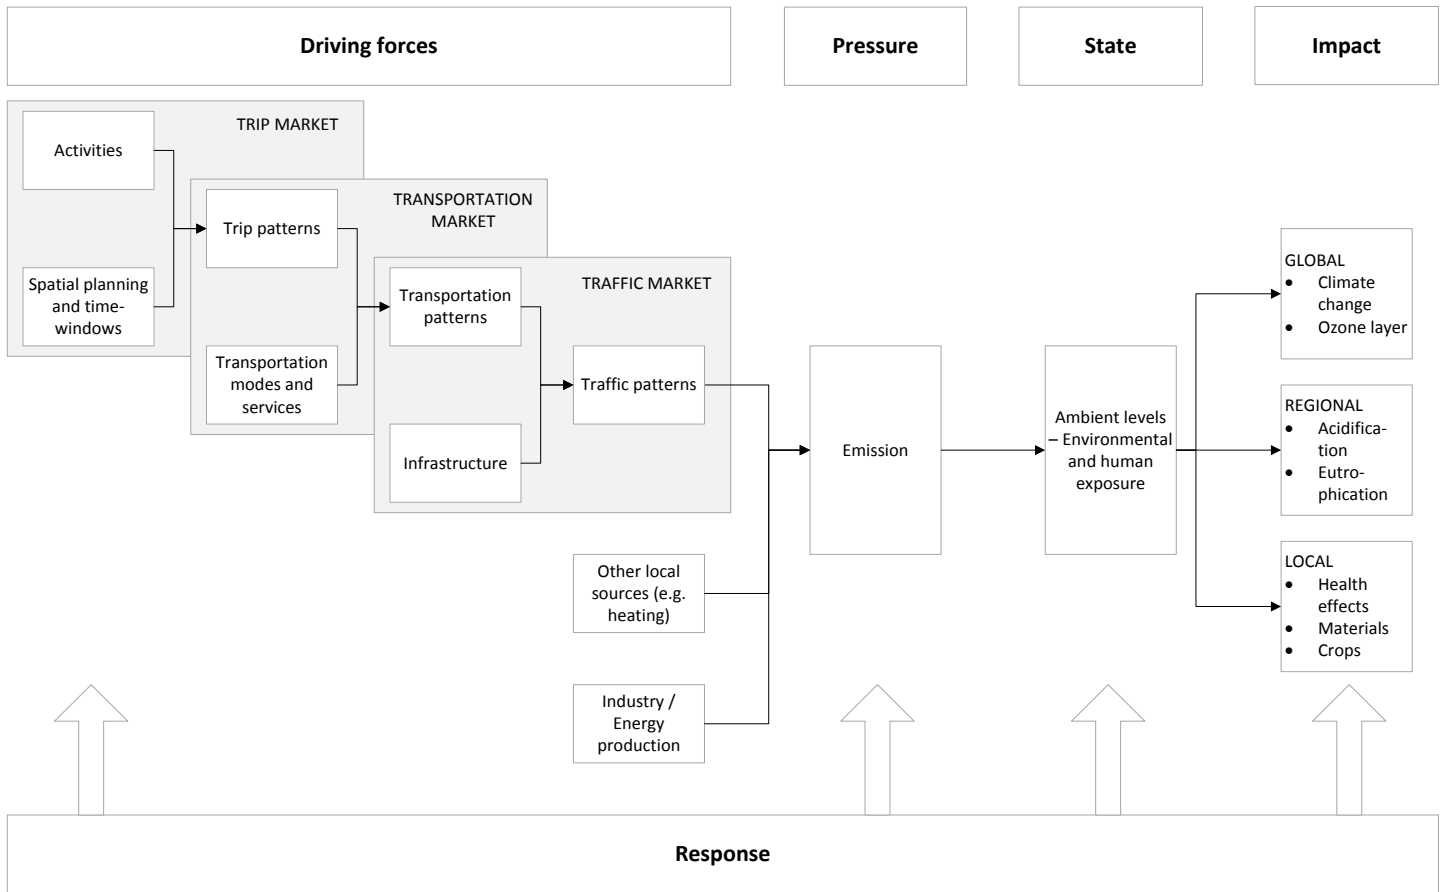 Driving forces
Pressure
State
Impact
TRIP MARKET
Activities
Spatial planning
and time-
windows
TRANSPORTATION
MARKET
Trip patterns
Transportation
modes and
services
TRAFFIC MARKET
Transportation
patterns
Infrastructure
Traffic patterns
Other local
sources (e.g.
heating)
Industry /
Energy
production
Emission
Ambient levels
– Environmental
and human
exposure
GLOBAL
• Climate
change
• Ozone layer
REGIONAL
• Acidifica-
tion
• Eutro-
phication
LOCAL
• Health
effects
• Materials
• Crops
Response